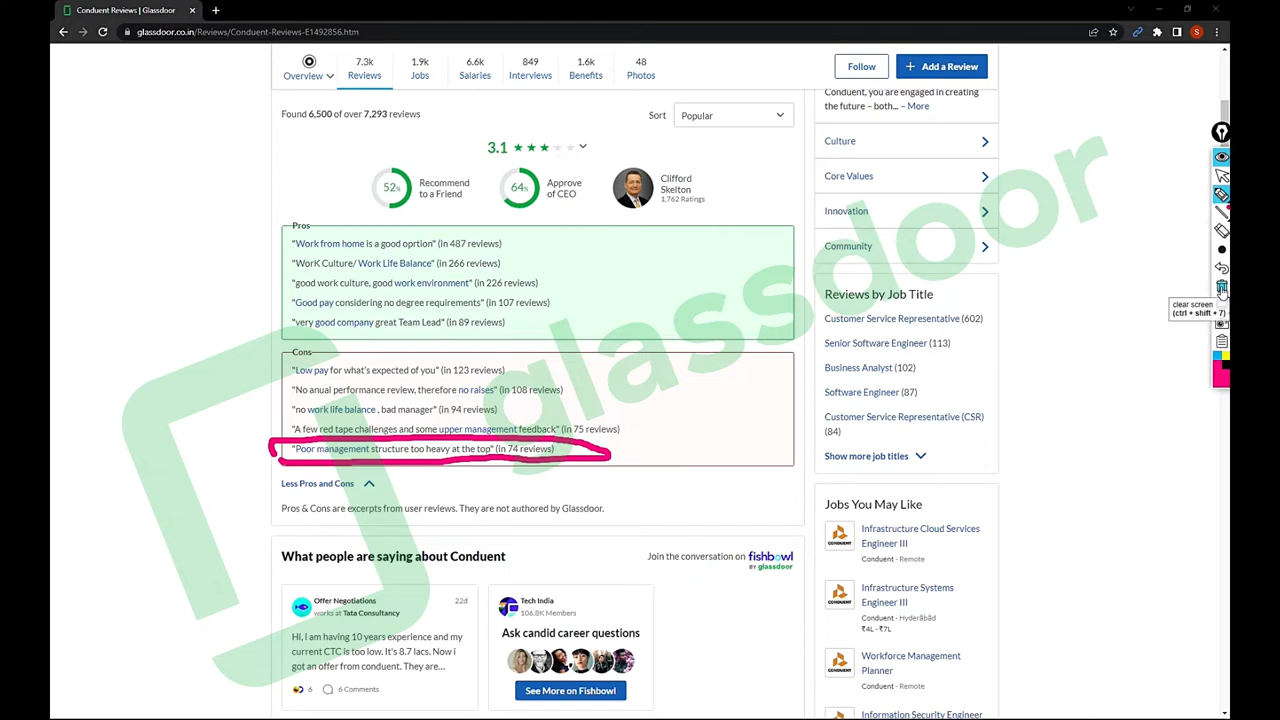 Conduent Reviews | Glassdoor
glassdoor.co.in/Reviews/Conduent-Reviews-E1492856.htm
S
Overview
7.3k
Reviews
1.9k
Jobs
6.6k
Salaries
849
Interviews
1.6k
Benefits
48
Photos
Follow
+ Add a Review
Found 6,500 of over 7,293 reviews
Sort
Popular
3.1
52%
Recommend
to a Friend
64%
Approve
of CEO
Clifford
Skelton
1,762 Ratings
Pros
"Work from home is a good oprtion" (in 487 reviews)
"WorK Culture/ Work Life Balance" (in 266 reviews)
"good work culture, good work environment" (in 226 reviews)
"Good pay considering no degree requirements" (in 107 reviews)
"very good company great Team Lead" (in 89 reviews)
Cons
"Low pay for what's expected of you" (in 123 reviews)
"No anual performance review, therefore no raises" (in 108 reviews)
"no work life balance , bad manager" (in 94 reviews)
"A few red tape challenges and some upper management feedback" (in 75 reviews)
"Poor management structure too heavy at the top" (in 74 reviews)
Less Pros and Cons
Pros & Cons are excerpts from user reviews. They are not authored by Glassdoor.
What people are saying about Conduent
Join the conversation on fishbowl
BY glassdoor
Offer Negotiations
works at Tata Consultancy
22d
Hi, i am having 10 years experience and my
current CTC is too low. It's 8.7 lacs. Now i
got an offer from conduent. They are...
6
6 Comments
Tech India
106.8K Members
Ask candid career questions
See More on Fishbowl
Conduent, you are engaged in creating
the future – both... – More
Culture
Core Values
Innovation
Community
Reviews by Job Title
Customer Service Representative (602)
Senior Software Engineer (113)
Business Analyst (102)
Software Engineer (87)
Customer Service Representative (CSR)
(84)
Show more job titles
Jobs You May Like
CONDUENT
Infrastructure Cloud Services
Engineer III
Conduent - Remote
CONDUENT
Infrastructure Systems
Engineer III
Conduent - Hyderābād
₹4L - ₹7L
CONDUENT
Workforce Management
Planner
Conduent - Remote
Information Security Engineer
clear screen
(ctrl + shift + 7)
glassdoor